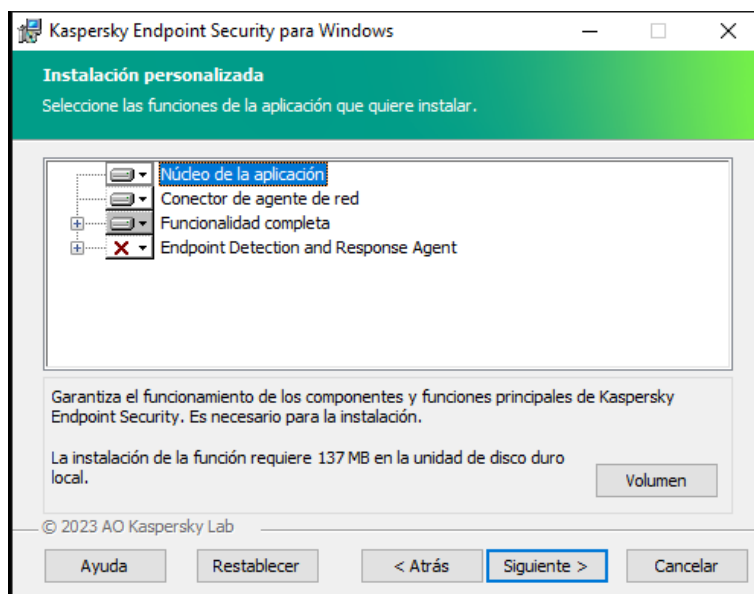 Kaspersky Endpoint Security para Windows
Instalación personalizada
Seleccione las funciones de la aplicación que quiere instalar.
Núcleo de la aplicación
Conector de agente de red
Funcionalidad completa
Endpoint Detection and Response Agent
Garantiza el funcionamiento de los componentes y funciones principales de Kaspersky
Endpoint Security. Es necesario para la instalación.
La instalación de la función requiere 137 MB en la unidad de disco duro
local.
Volumen
© 2023 AO Kaspersky Lab
Ayuda
Restablecer
< Atrás
Siguiente >
Cancelar